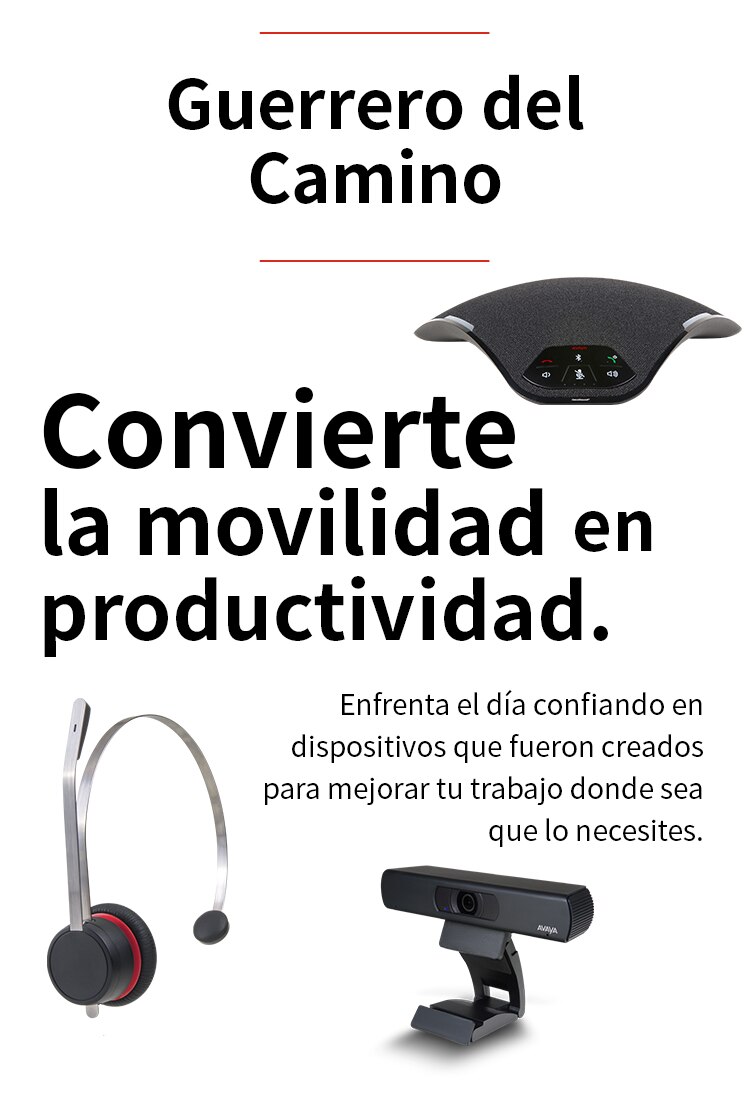 Guerrero del
Camino
Convierte
la movilidad en
productividad.
Enfrenta el día confiando en
dispositivos que fueron creados
para mejorar tu trabajo donde sea
que lo necesites.
AVAYA